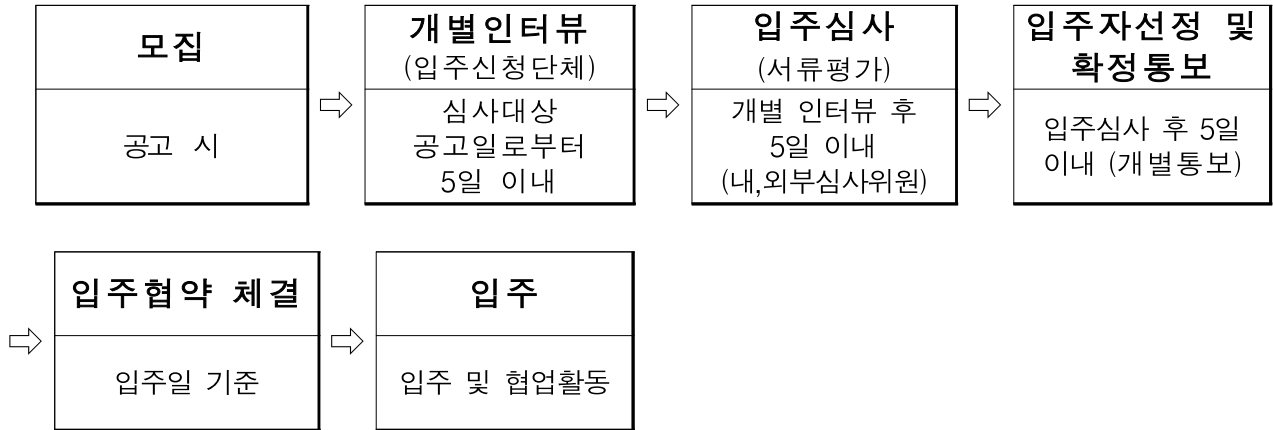 모집
공고 시
개별인터뷰
(입주신청단체)
심사대상
공고일로부터
5일 이내
입주심사
(서류평가)
개별 인터뷰 후
5일 이내
(내,외부심사위원)
입주자선정 및
확정통보
입주심사 후 5일
이내 (개별통보)
입주협약 체결
입주일 기준
입주
입주 및 협업활동